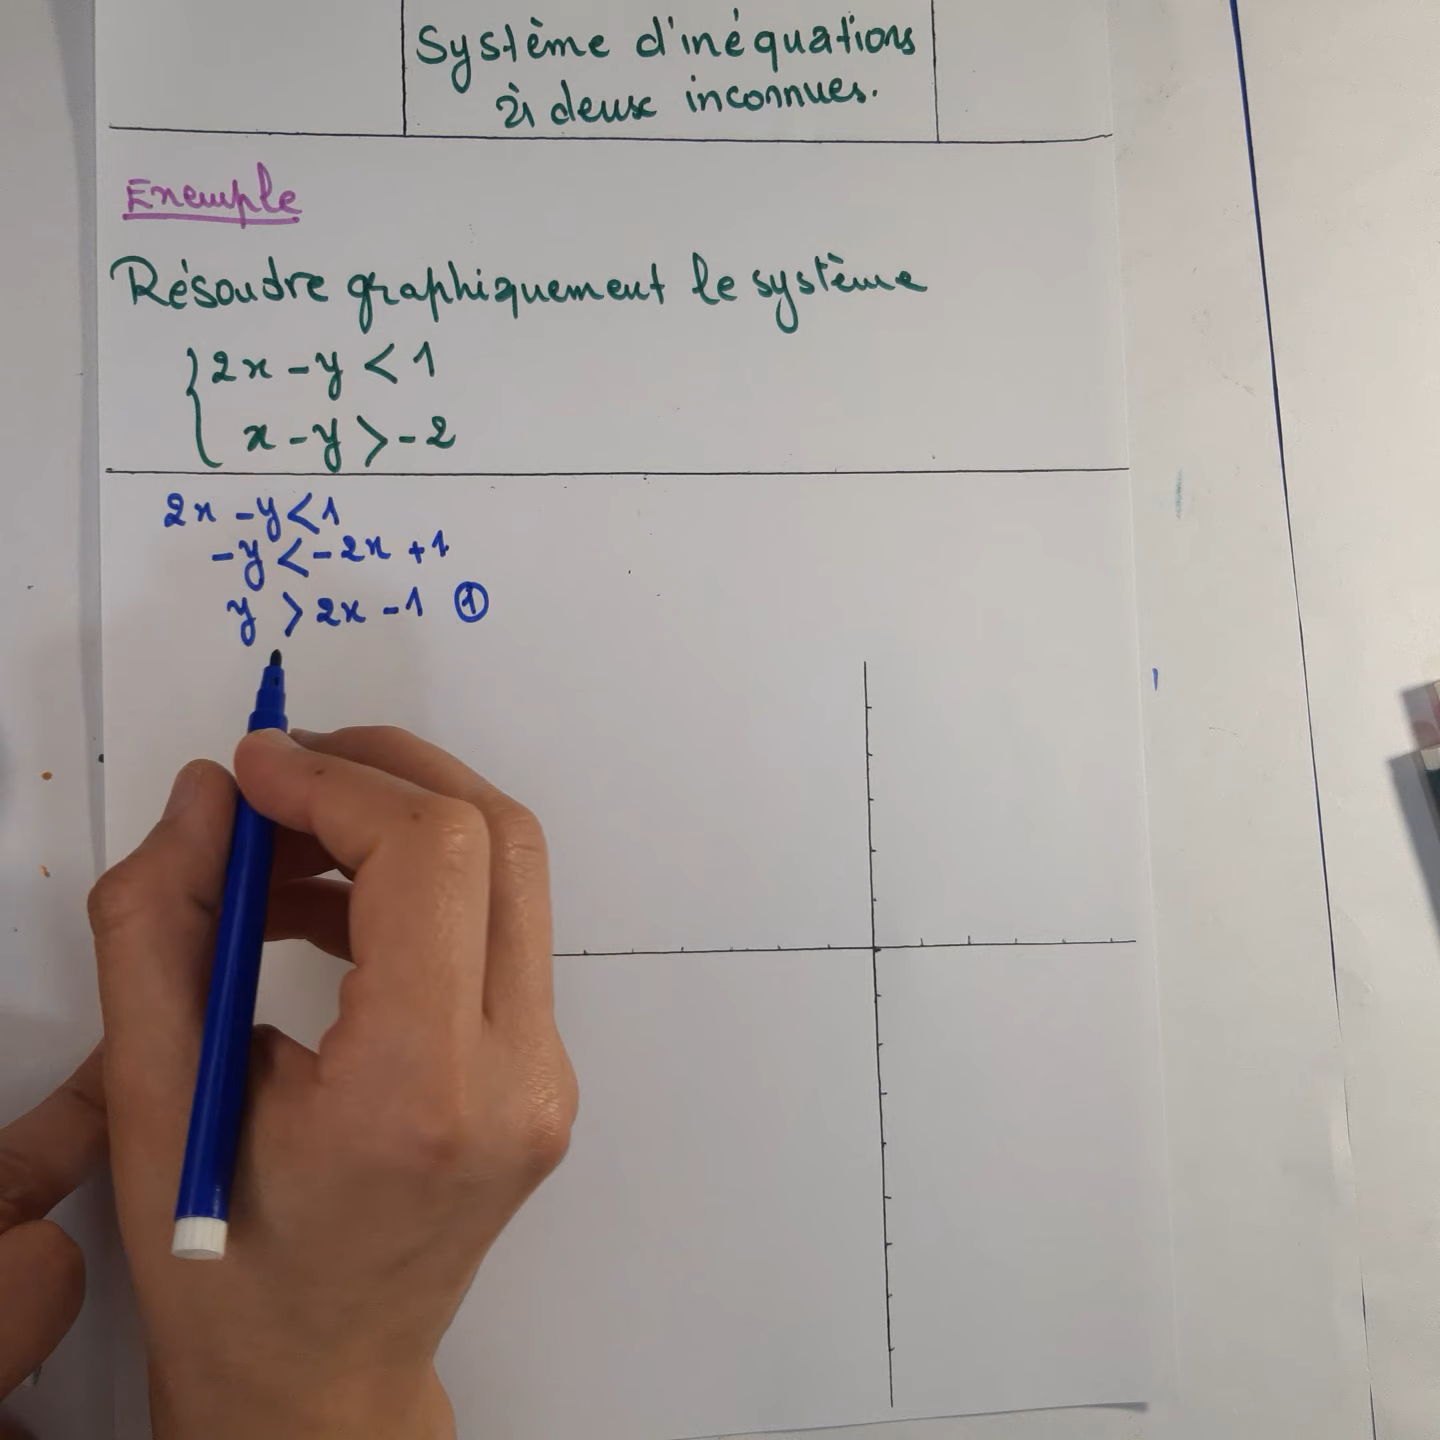 Système d'inéquations
à deux inconnues.
Exemple
Résoudre graphiquement le système
{ 2x - y < 1
x - y > -2
2x - y < 1
-y < -2x + 1
y > 2x - 1 ①